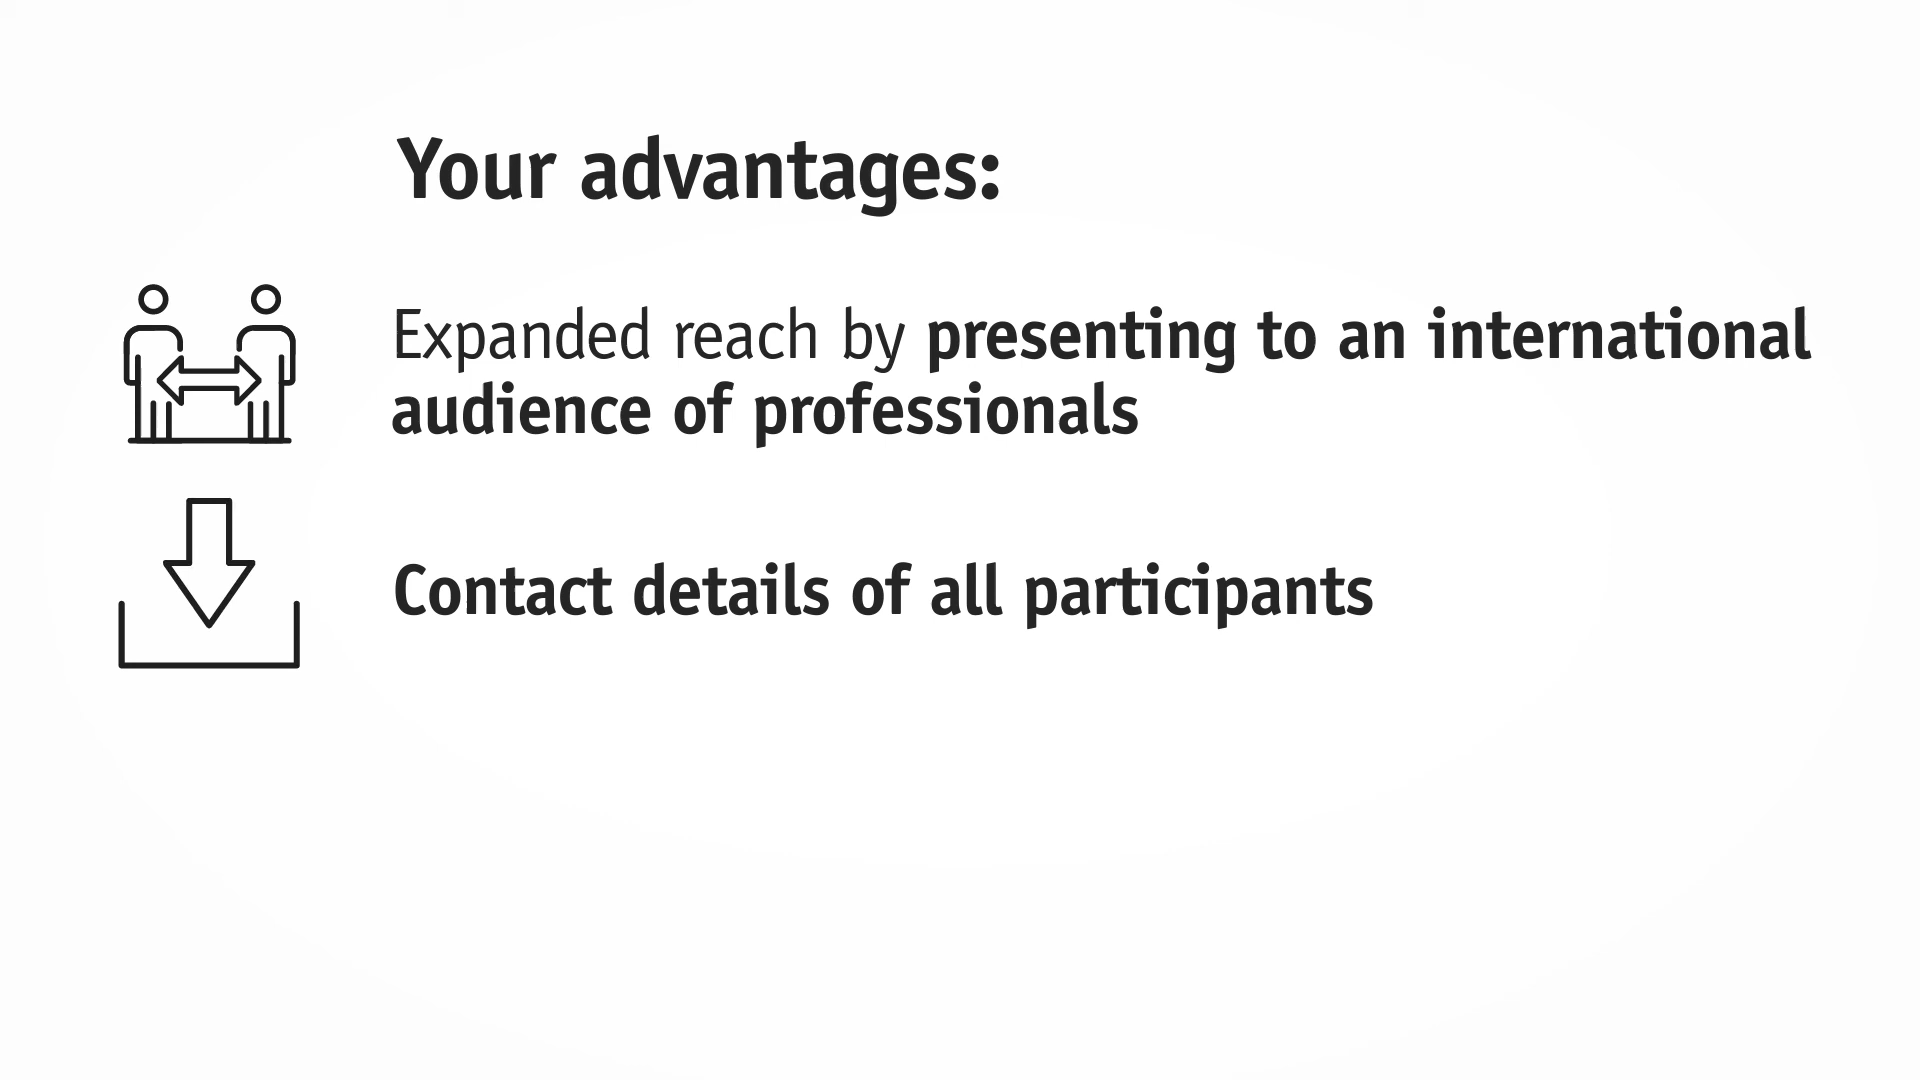 Your advantages:
Expanded reach by presenting to an international
audience of professionals
Contact details of all participants